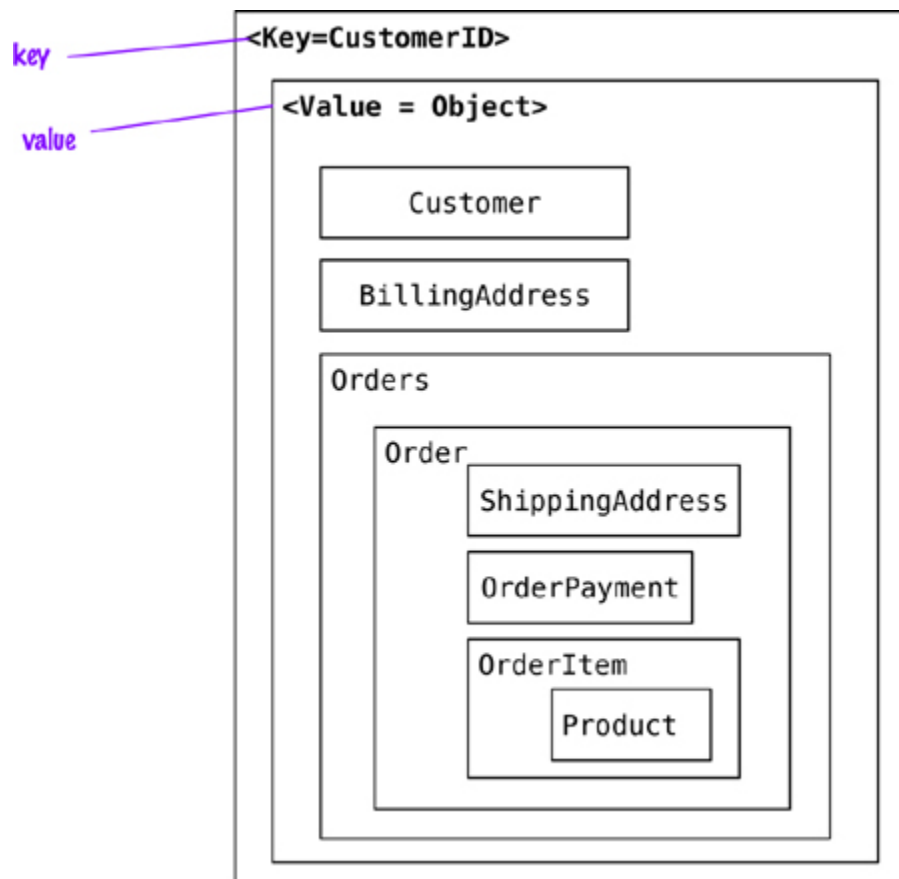 key
<Key=CustomerID>
value
<Value = Object>
Customer
BillingAddress
Orders
Order
ShippingAddress
OrderPayment
OrderItem
Product